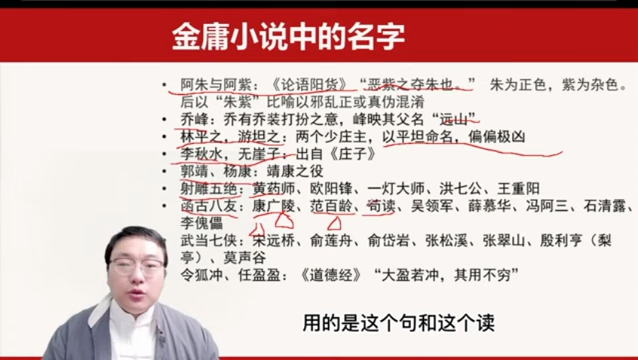 金庸小说中的名字
• 阿朱与阿紫：《论语阳货》“恶紫之夺朱也。” 朱为正色，紫为杂色。
后以“朱紫”比喻以邪乱正或真伪混淆
• 乔峰：乔有乔装打扮之意，峰映其父名“远山”
• 林平之，游坦之：两个少庄主，以平坦命名，偏偏极凶
• 李秋水，无崖子：出自《庄子》
• 郭靖、杨康：靖康之役
• 射雕五绝：黄药师、欧阳锋、一灯大师、洪七公、王重阳
• 函古八友：康广陵、范百龄、苟读、吴领军、薛慕华、冯阿三、石清露、
李傀儡
• 武当七侠：宋远桥、俞莲舟、俞岱岩、张松溪、张翠山、殷利亨（梨
亭）、莫声谷
• 令狐冲、任盈盈：《道德经》“大盈若冲，其用不穷”
用的是这个句和这个读